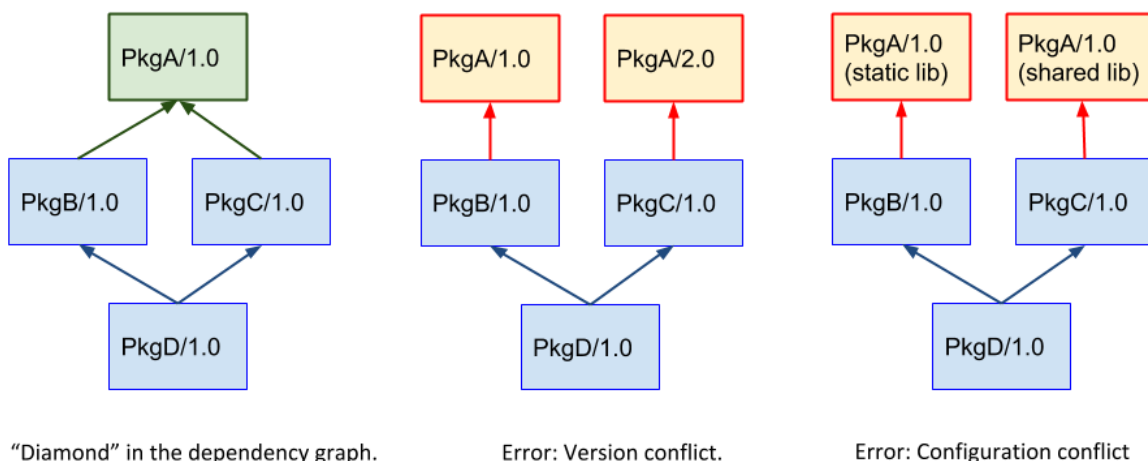 PkgA/1.0
PkgB/1.0
PkgC/1.0
PkgD/1.0
“Diamond” in the dependency graph.
PkgA/1.0
PkgA/2.0
PkgB/1.0
PkgC/1.0
PkgD/1.0
Error: Version conflict.
PkgA/1.0
(static lib)
PkgA/1.0
(shared lib)
PkgB/1.0
PkgC/1.0
PkgD/1.0
Error: Configuration conflict